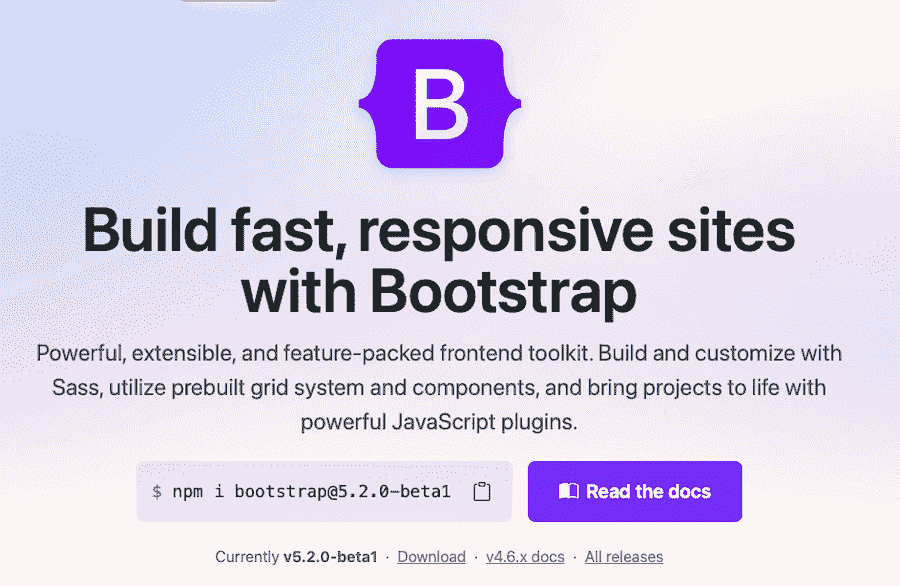 B
Build fast, responsive sites
with Bootstrap
Powerful, extensible, and feature-packed frontend toolkit. Build and customize with
Sass, utilize prebuilt grid system and components, and bring projects to life with
powerful JavaScript plugins.
$ npm i bootstrap@5.2.0-beta1 Read the docs
Currently v5.2.0-beta1 · Download · v4.6.x docs · All releases